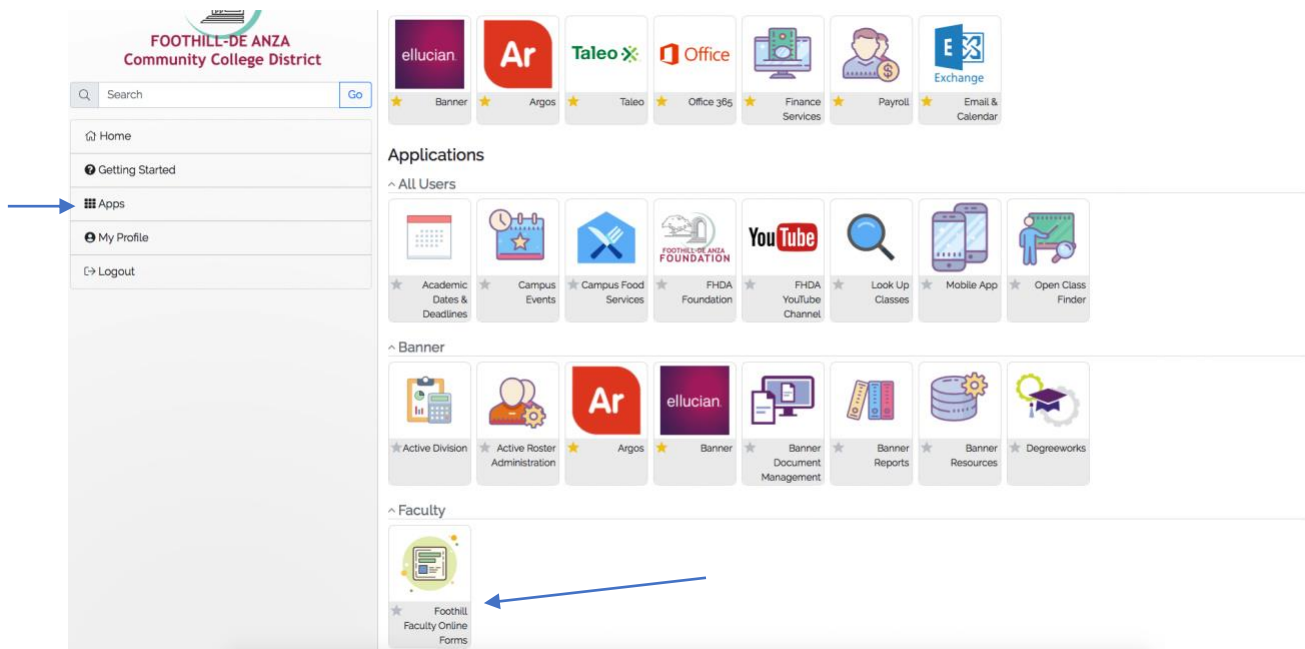 FOOTHILL-DE ANZA
Community College District
Search
Go
Home
Getting Started
Apps
My Profile
Logout
ellucian.
Ar
Taleo
Office
E
Exchange
Banner
Argos
Taleo
Office 365
Finance
Services
Payroll
Email &
Calendar
Applications
All Users
FOOTHILL-DE ANZA
FOUNDATION
YouTube
Academic
Dates &
Deadlines
Campus
Events
Campus Food
Services
FHDA
Foundation
FHDA
YouTube
Channel
Look Up
Classes
Mobile App
Open Class
Finder
Banner
Ar
ellucian.
Active Division
Active Roster
Administration
Argos
Banner
Banner
Document
Management
Banner
Reports
Banner
Resources
Degreeworks
Faculty
Foothill
Faculty Online
Forms